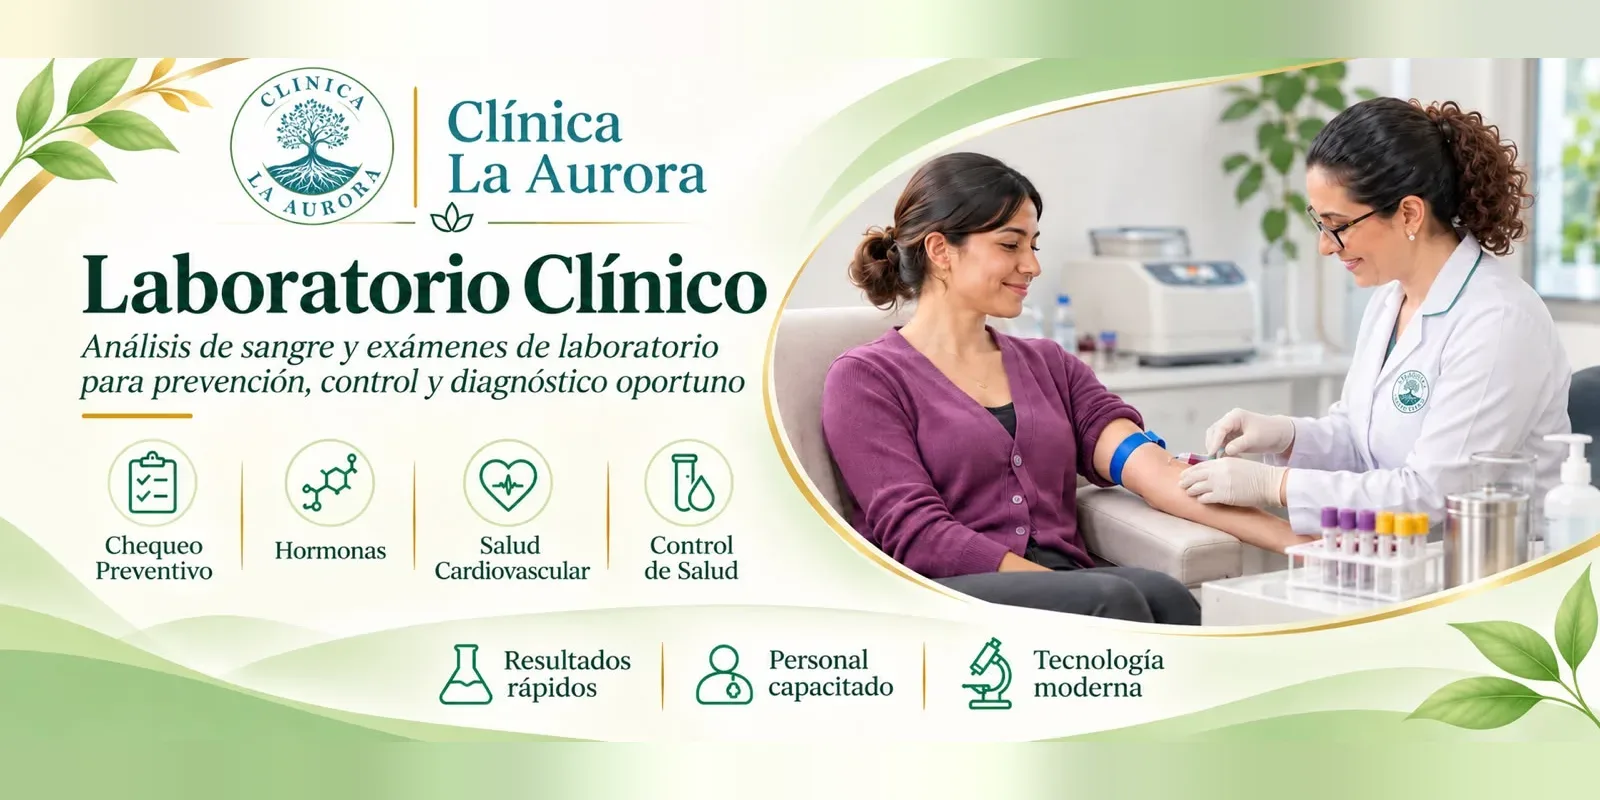 CLINICA
LA AURORA
Clínica
La Aurora
Laboratorio Clínico
Análisis de sangre y exámenes de laboratorio
para prevención, control y diagnóstico oportuno
Chequeo
Preventivo
Hormonas
Salud
Cardiovascular
Control
de Salud
Resultados
rápidos
Personal
capacitado
Tecnología
moderna